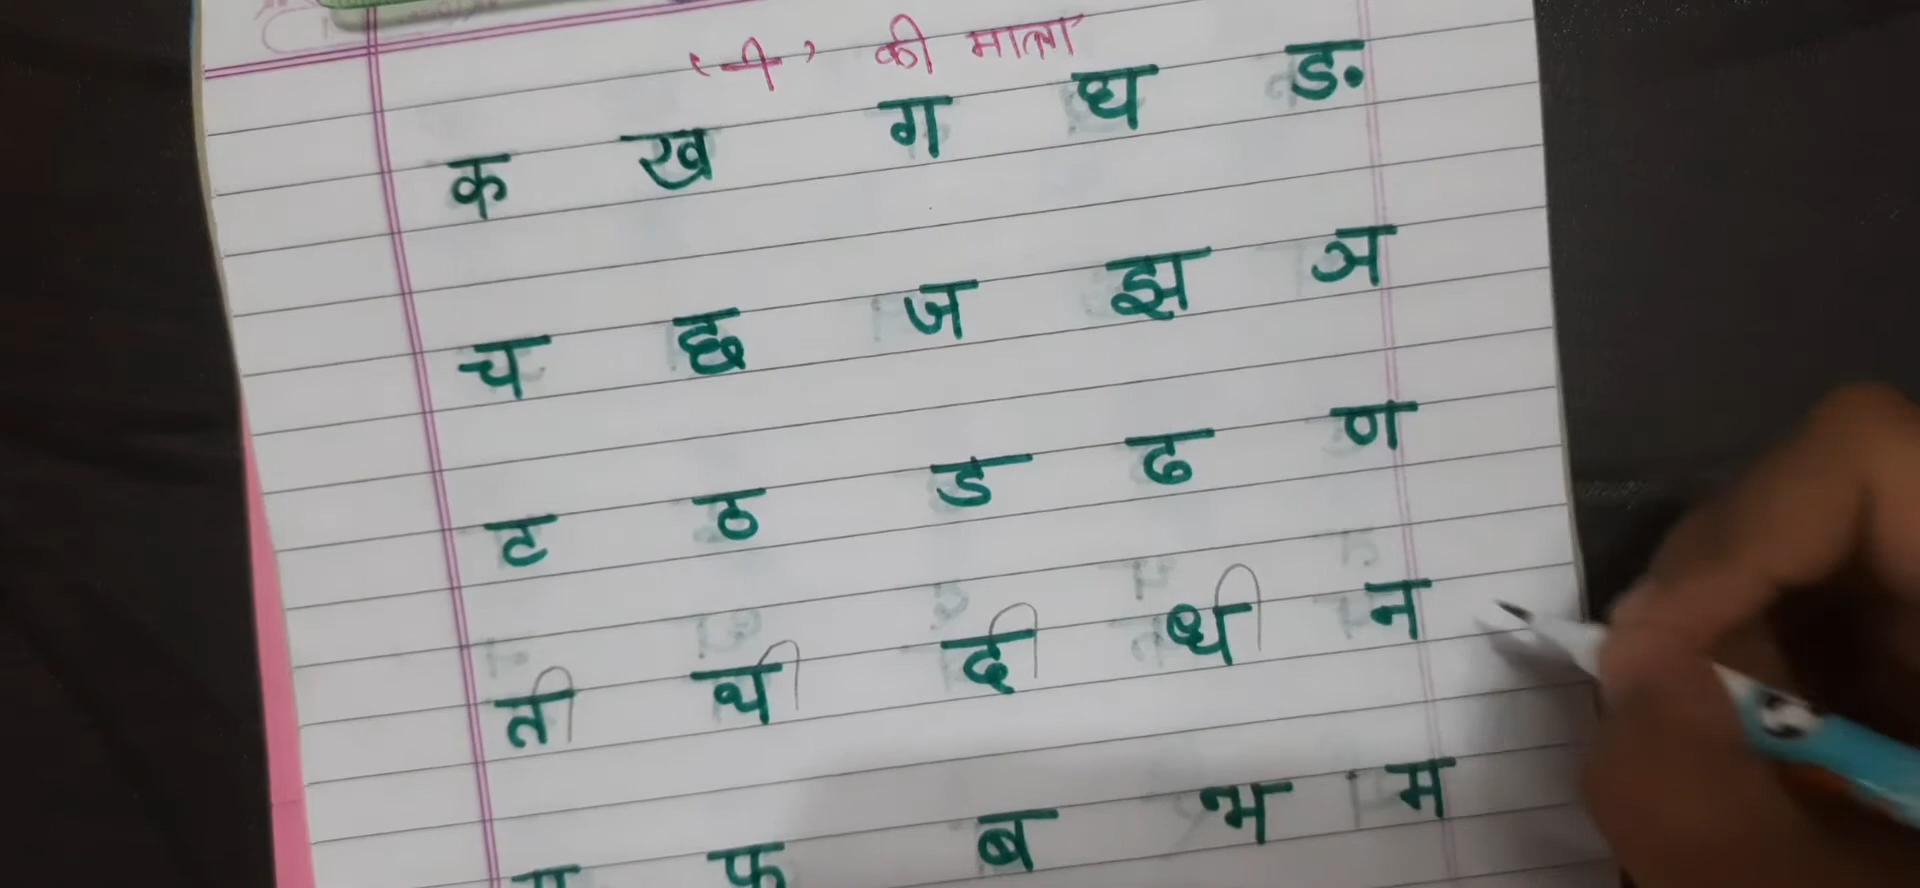 'ी' की मात्रा
क ख ग घ ङ
च छ ज झ ञ
ट ठ ड ढ ण
ती थी दी धी न
फ ब भ म